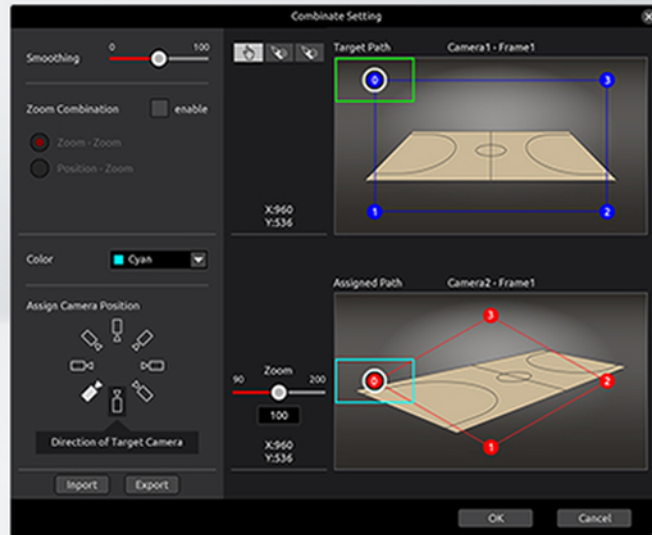 Combinate Setting
Smoothing
0
100
Zoom Combination
enable
Zoom - Zoom
Position - Zoom
X:960
Y:536
Color
Cyan
Assign Camera Position
Direction of Target Camera
Inport
Export
Target Path
Camera1 - Frame1
0
3
1
2
Assigned Path
Camera2 - Frame1
Zoom
90
200
100
X:960
Y:536
3
0
2
1
OK
Cancel